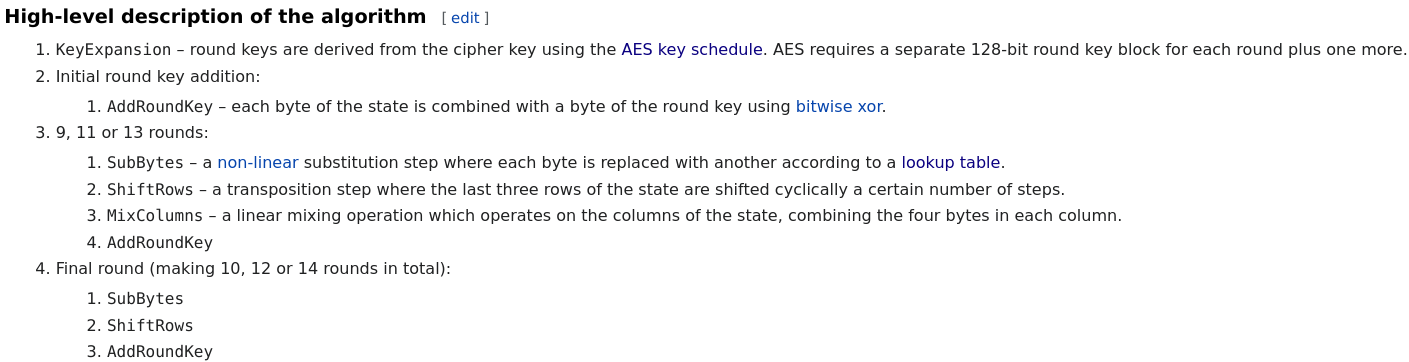 High-level description of the algorithm [ edit ]
1. KeyExpansion – round keys are derived from the cipher key using the AES key schedule. AES requires a separate 128-bit round key block for each round plus one more.
2. Initial round key addition:
1. AddRoundKey – each byte of the state is combined with a byte of the round key using bitwise xor.
3. 9, 11 or 13 rounds:
1. SubBytes – a non-linear substitution step where each byte is replaced with another according to a lookup table.
2. ShiftRows – a transposition step where the last three rows of the state are shifted cyclically a certain number of steps.
3. MixColumns – a linear mixing operation which operates on the columns of the state, combining the four bytes in each column.
4. AddRoundKey
4. Final round (making 10, 12 or 14 rounds in total):
1. SubBytes
2. ShiftRows
3. AddRoundKey